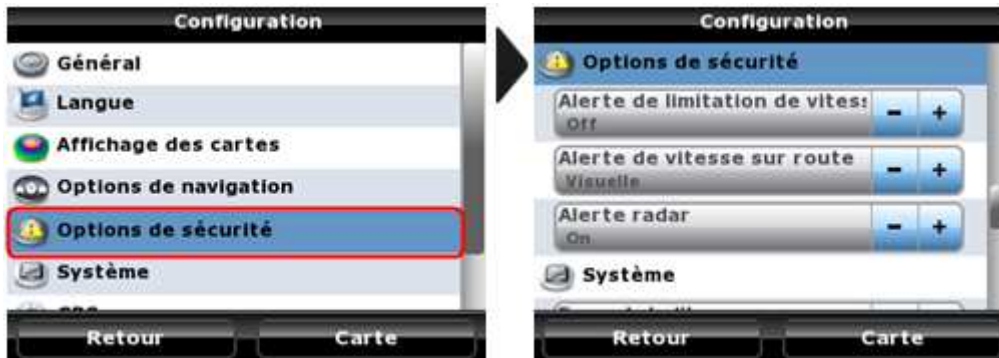 Configuration
Général
Langue
Affichage des cartes
Options de navigation
Options de sécurité
Système
Retour
Carte
Configuration
Options de sécurité
Alerte de limitation de vitess
Off
Alerte de vitesse sur route
Visuelle
Alerte radar
On
Système
Retour
Carte